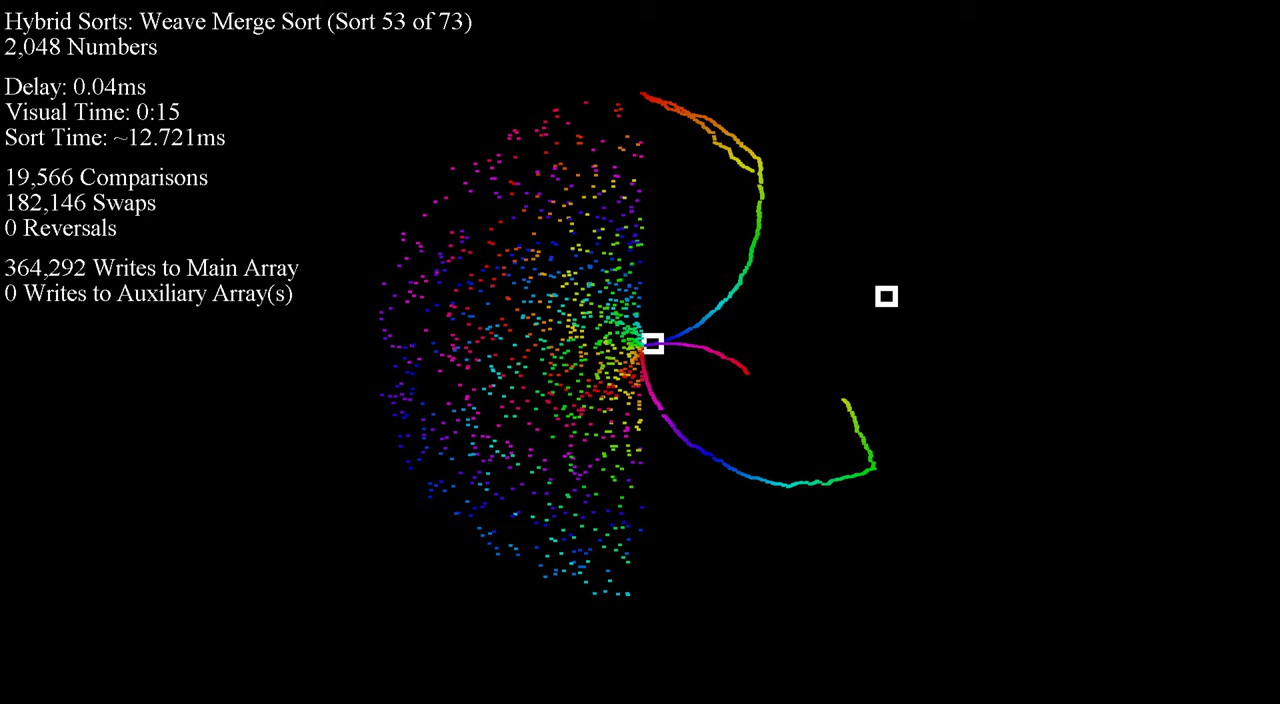 Hybrid Sorts: Weave Merge Sort (Sort 53 of 73)
2,048 Numbers
Delay: 0.04ms
Visual Time: 0:15
Sort Time: ~12.721ms
19,566 Comparisons
182,146 Swaps
0 Reversals
364,292 Writes to Main Array
0 Writes to Auxiliary Array(s)